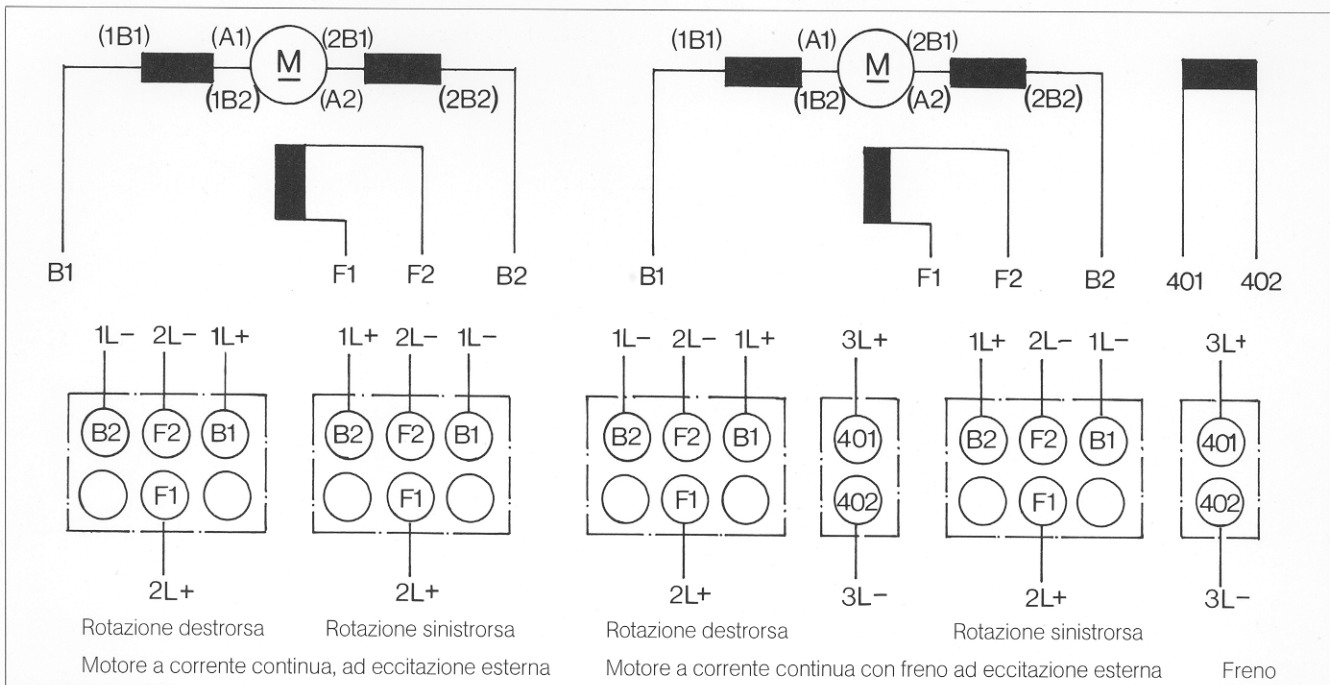 (1B1) (A1) (2B1) (1B1) (A1) (2B1)
M M
(1B2) (A2) (2B2) (1B2) (A2) (2B2)
B1 F1 F2 B2 B1 F1 F2 B2 401 402
1L- 2L- 1L+ 1L+ 2L- 1L- 1L- 2L- 1L+ 3L+ 1L+ 2L- 1L- 3L+
B2 F2 B1 B2 F2 B1 B2 F2 B1 401 B2 F2 B1 401
F1 F1 F1 402 F1 402
2L+ 2L+ 2L+ 3L- 2L+ 3L-
Rotazione destrorsa Rotazione sinistrorsa Rotazione destrorsa Rotazione sinistrorsa
Motore a corrente continua, ad eccitazione esterna Motore a corrente continua con freno ad eccitazione esterna Freno